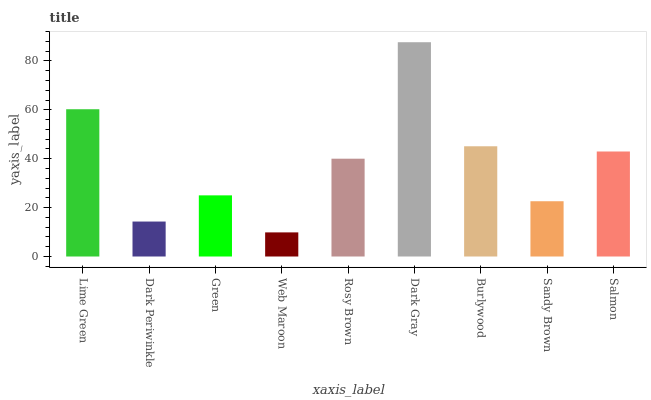 title
yaxis_label
80
60
40
20
0
Lime Green
Dark Periwinkle
Green
Web Maroon
Rosy Brown
Dark Gray
Burlywood
Sandy Brown
Salmon
xaxis_label